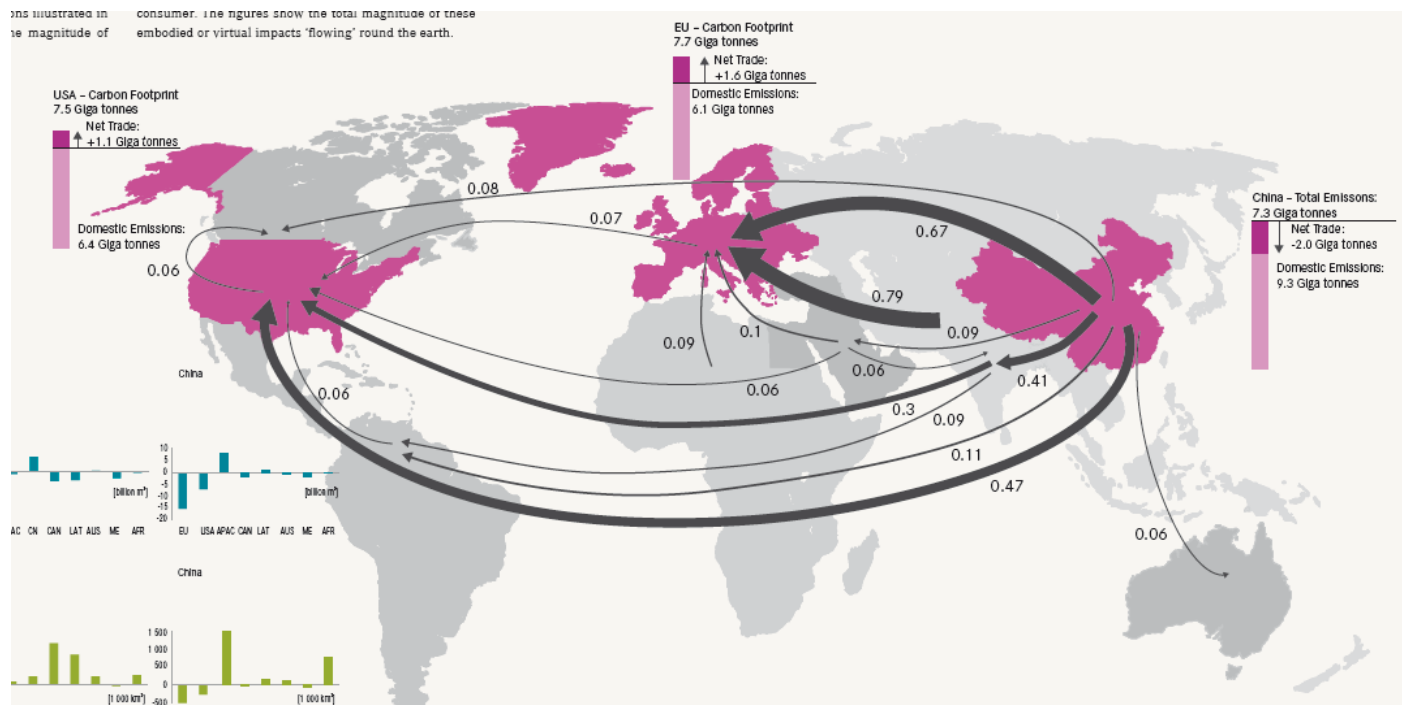 ons illustrated in
e magnitude of
consumer. The figures show the total magnitude of these
embodied or virtual impacts ‘flowing’ round the earth.
EU – Carbon Footprint
7.7 Giga tonnes
Net Trade:
+1.6 Giga tonnes
Domestic Emissions:
6.1 Giga tonnes
USA – Carbon Footprint
7.5 Giga tonnes
Net Trade:
+1.1 Giga tonnes
Domestic Emissions:
6.4 Giga tonnes
China – Total Emissons:
7.3 Giga tonnes
Net Trade:
-2.0 Giga tonnes
Domestic Emissions:
9.3 Giga tonnes
0.08
0.07
0.67
0.06
0.79
0.09
0.1
0.09
0.06
0.06
0.41
0.06
0.3
0.09
0.11
0.47
0.06
China
10
5
0
-5
-10
-15
-20
[billion m³]
[billion m³]
AC CN CAN LAT AUS ME AFR
EU USA APAC CAN LAT AUS ME AFR
China
1 500
1 000
500
0
-500
[1 000 km²]
[1 000 km²]